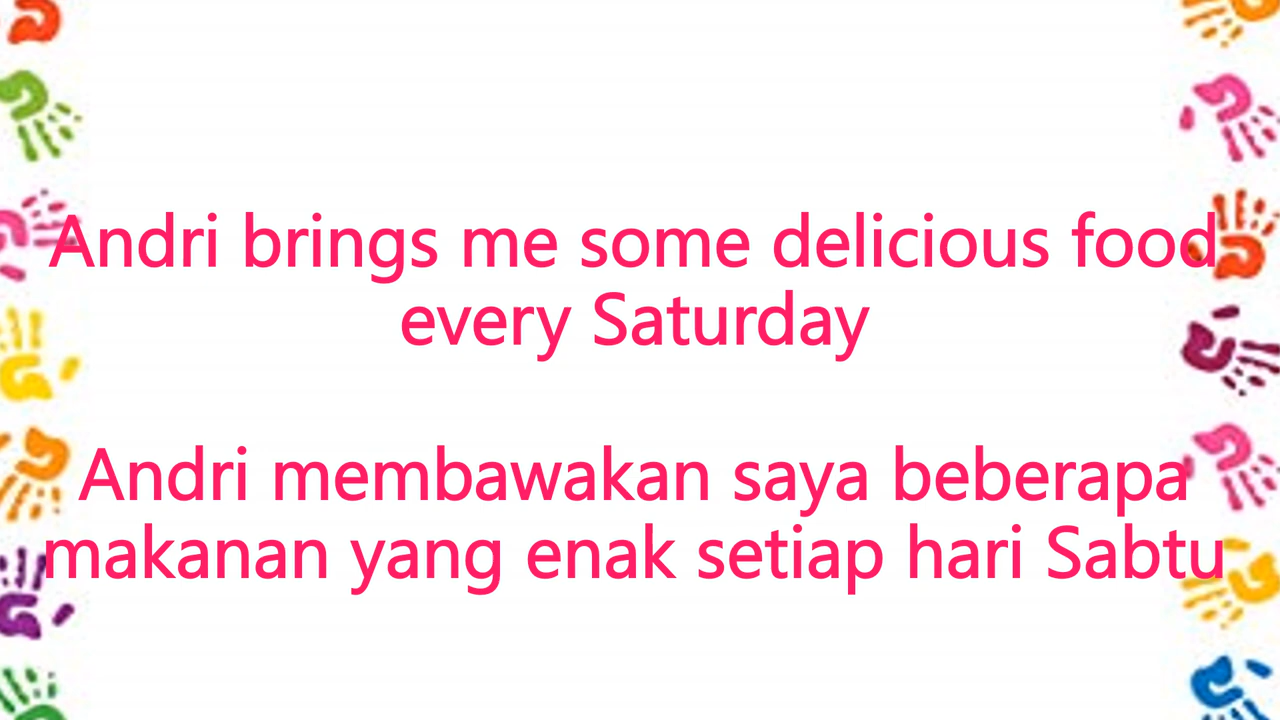 Andri brings me some delicious food
every Saturday
Andri membawakan saya beberapa
makanan yang enak setiap hari Sabtu